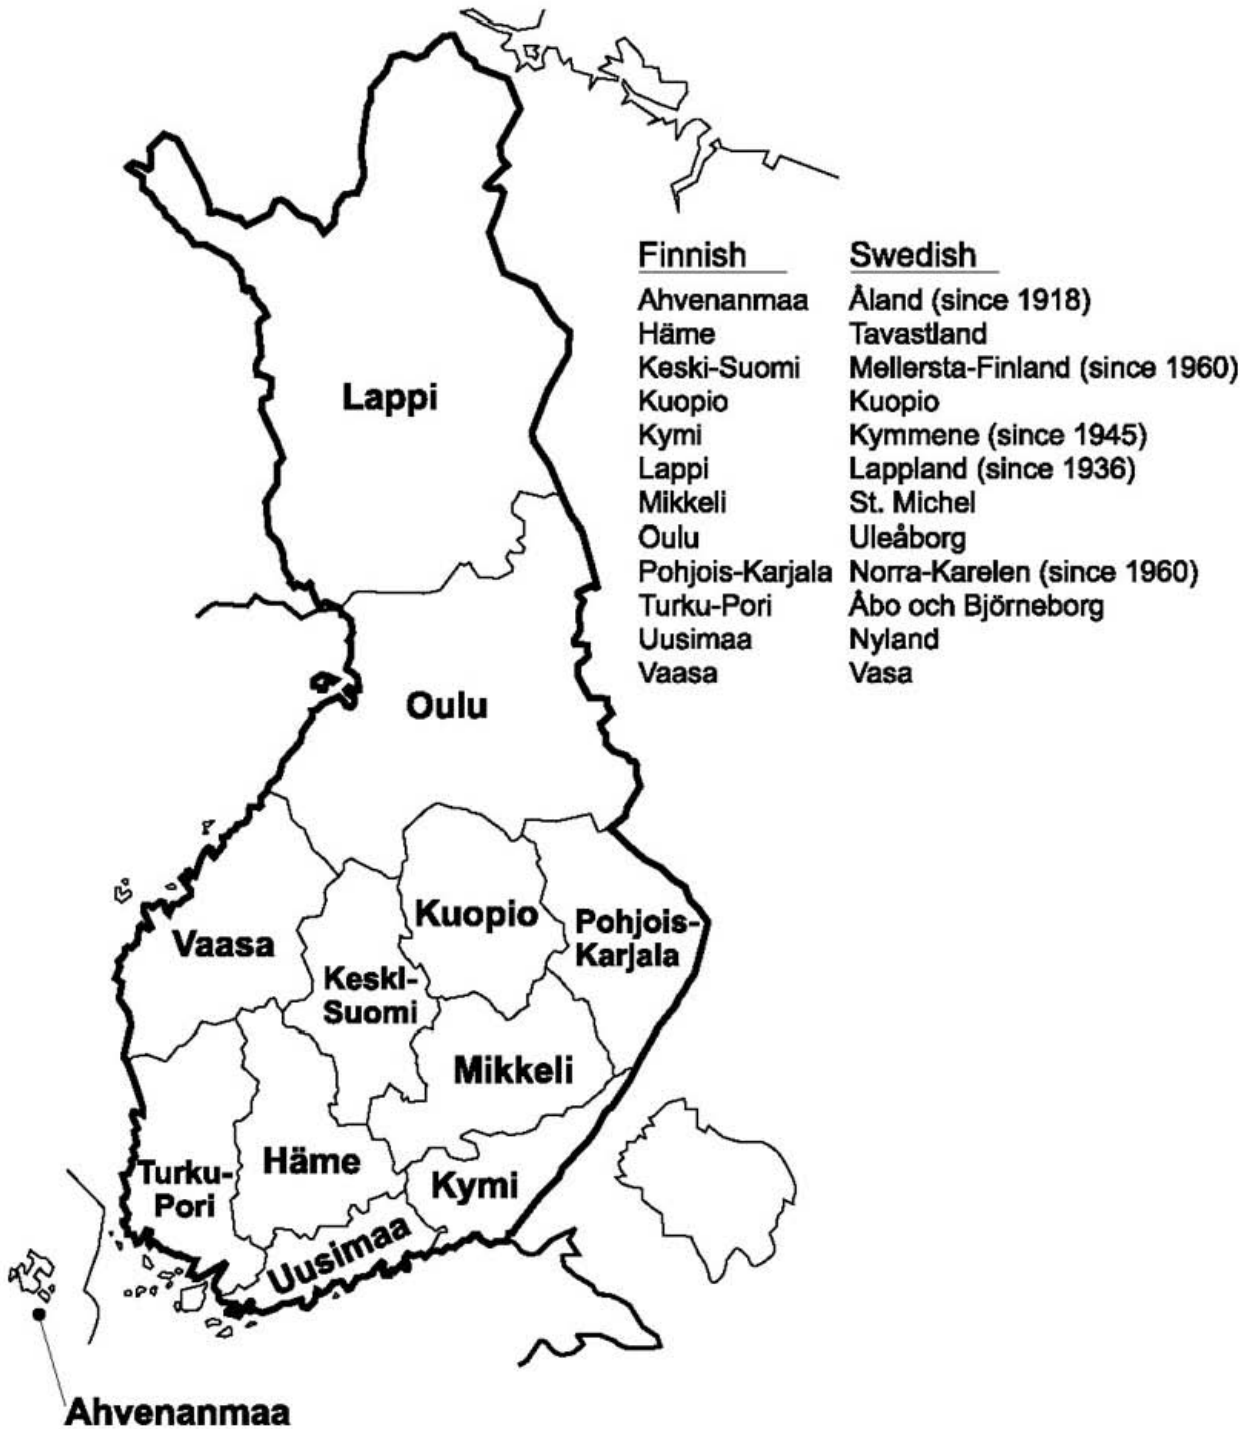 Finnish Swedish
Ahvenanmaa Åland (since 1918)
Häme Tavastland
Keski-Suomi Mellersta-Finland (since 1960)
Kuopio Kuopio
Kymi Kymmene (since 1945)
Lappi Lappland (since 1936)
Mikkeli St. Michel
Oulu Uleåborg
Pohjois-Karjala Norra-Karelen (since 1960)
Turku-Pori Åbo och Björneborg
Uusimaa Nyland
Vaasa Vasa
Lappi
Oulu
Kuopio
Pohjois-
Karjala
Vaasa
Keski-
Suomi
Mikkeli
Häme
Turku-
Pori
Kymi
Uusimaa
Ahvenanmaa